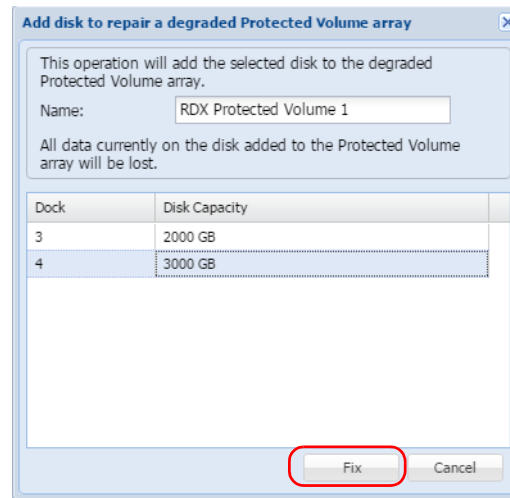 Add disk to repair a degraded Protected Volume array
This operation will add the selected disk to the degraded
Protected Volume array.
Name: RDX Protected Volume 1
All data currently on the disk added to the Protected Volume
array will be lost.
Dock Disk Capacity
3 2000 GB
4 3000 GB
Fix Cancel